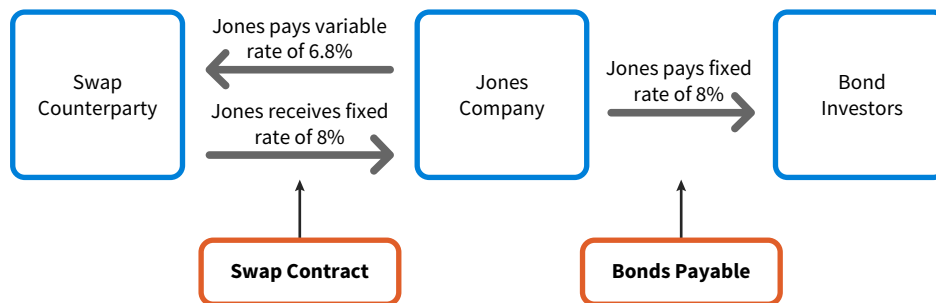 Jones pays variable
rate of 6.8%
Swap
Counterparty
Jones receives fixed
rate of 8%
Jones
Company
Jones pays fixed
rate of 8%
Bond
Investors
Swap Contract
Bonds Payable